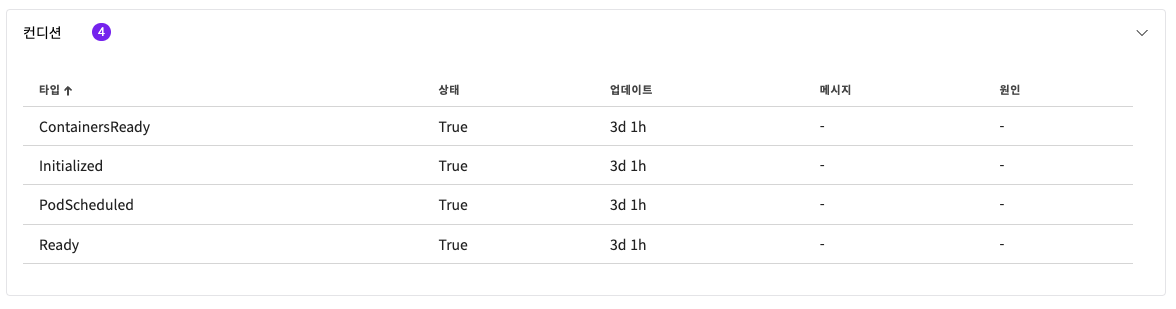 컨디션 4
타입 ↑ 상태 업데이트 메시지 원인
ContainersReady True 3d 1h - -
Initialized True 3d 1h - -
PodScheduled True 3d 1h - -
Ready True 3d 1h - -